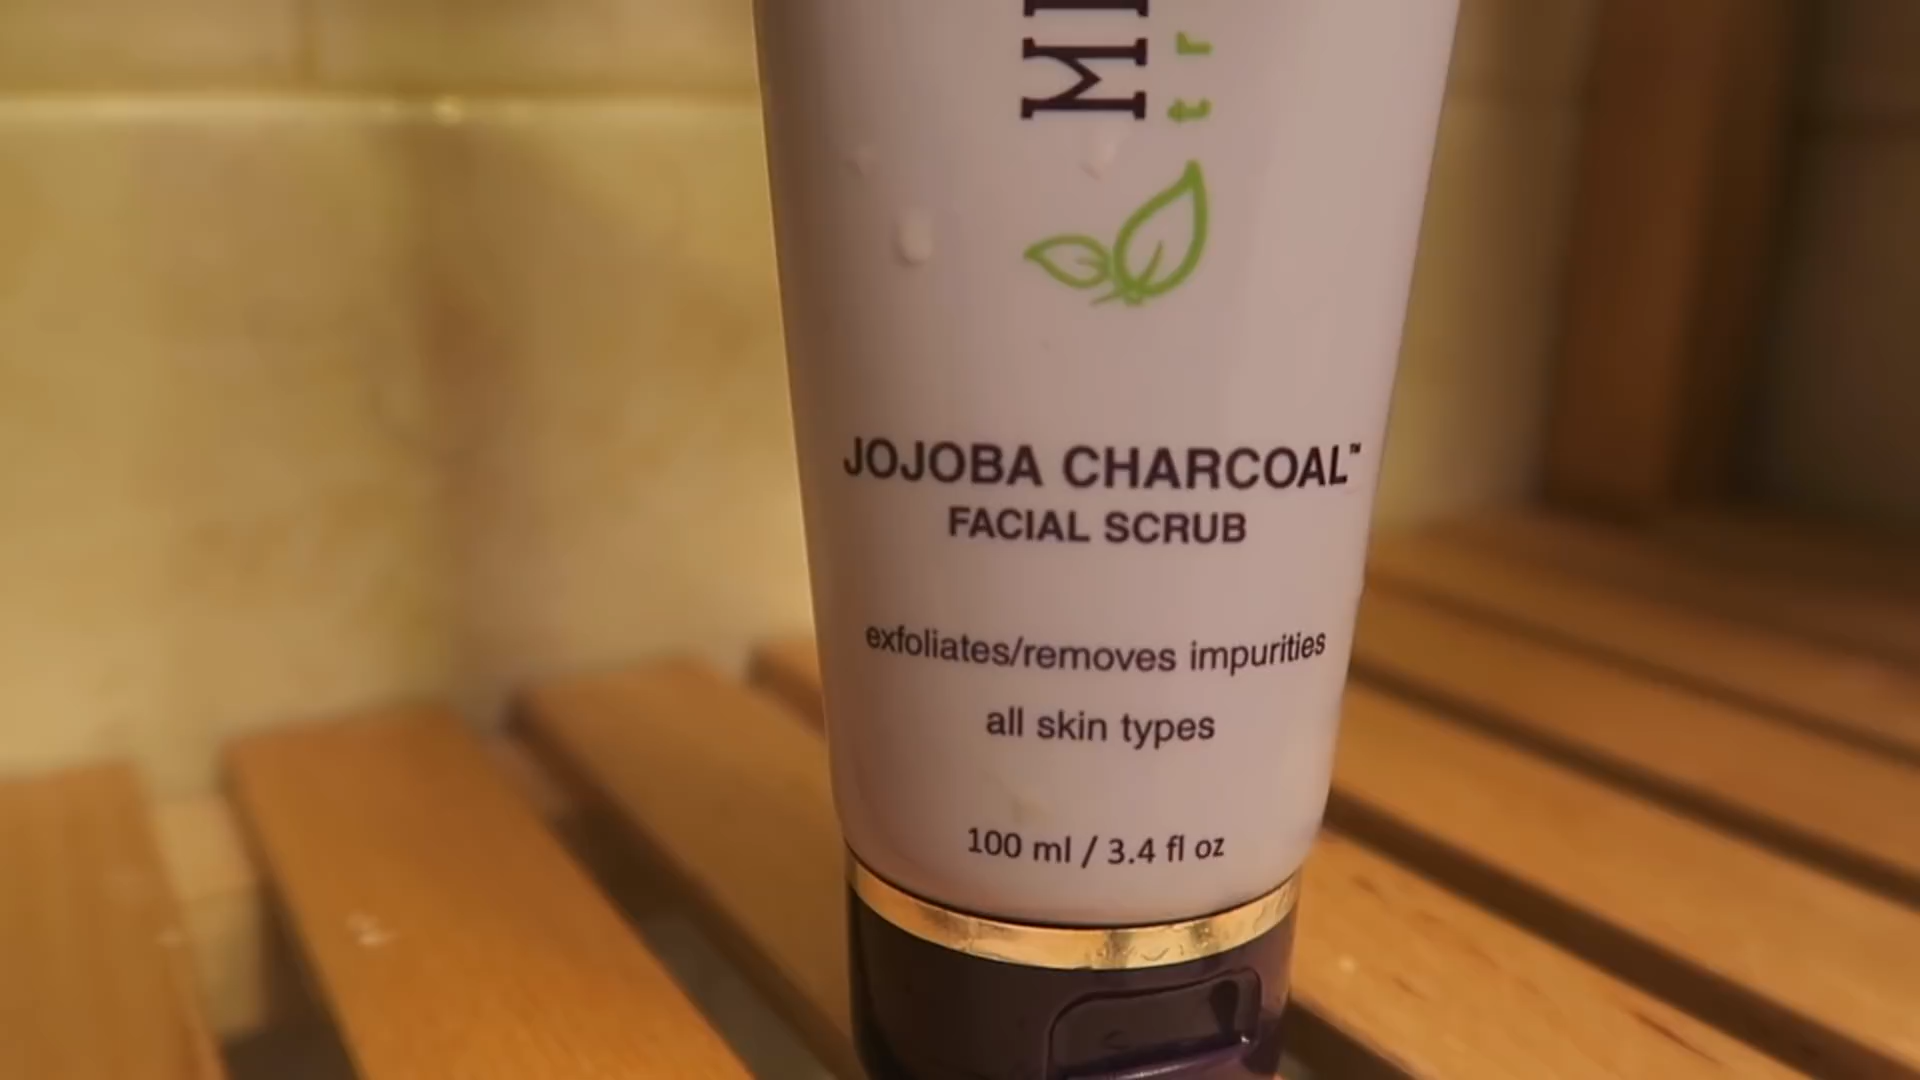 JOJOBA CHARCOAL™
FACIAL SCRUB
exfoliates/removes impurities
all skin types
100 ml / 3.4 fl oz